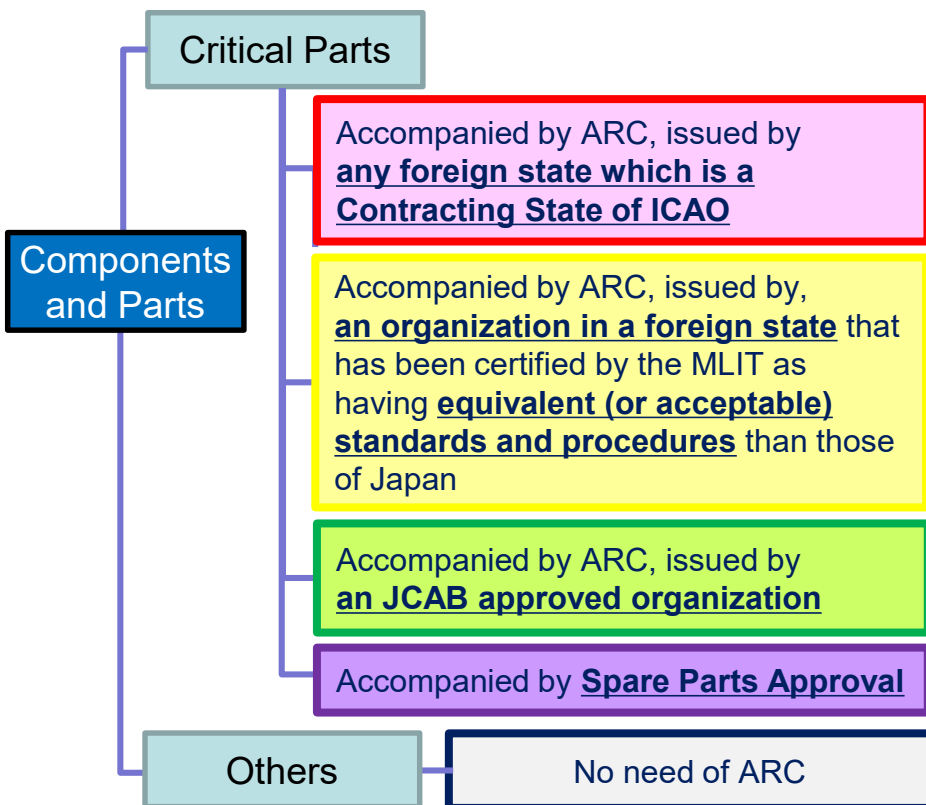 Critical Parts
Accompanied by ARC, issued by
any foreign state which is a
Contracting State of ICAO
Components
and Parts
Accompanied by ARC, issued by,
an organization in a foreign state that
has been certified by the MLIT as
having equivalent (or acceptable)
standards and procedures than those
of Japan
Accompanied by ARC, issued by
an JCAB approved organization
Accompanied by Spare Parts Approval
Others
No need of ARC